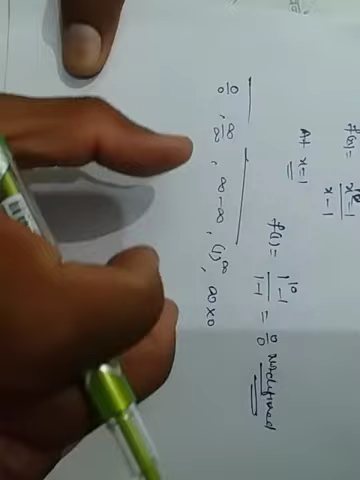 f(x) = x¹⁰-1 / x-1
At x=1
f(1) = 1¹⁰-1 / 1-1 = 0/0 undefined
0/0 , ∞/∞ , ∞-∞ , (1)^∞ , ∞×0